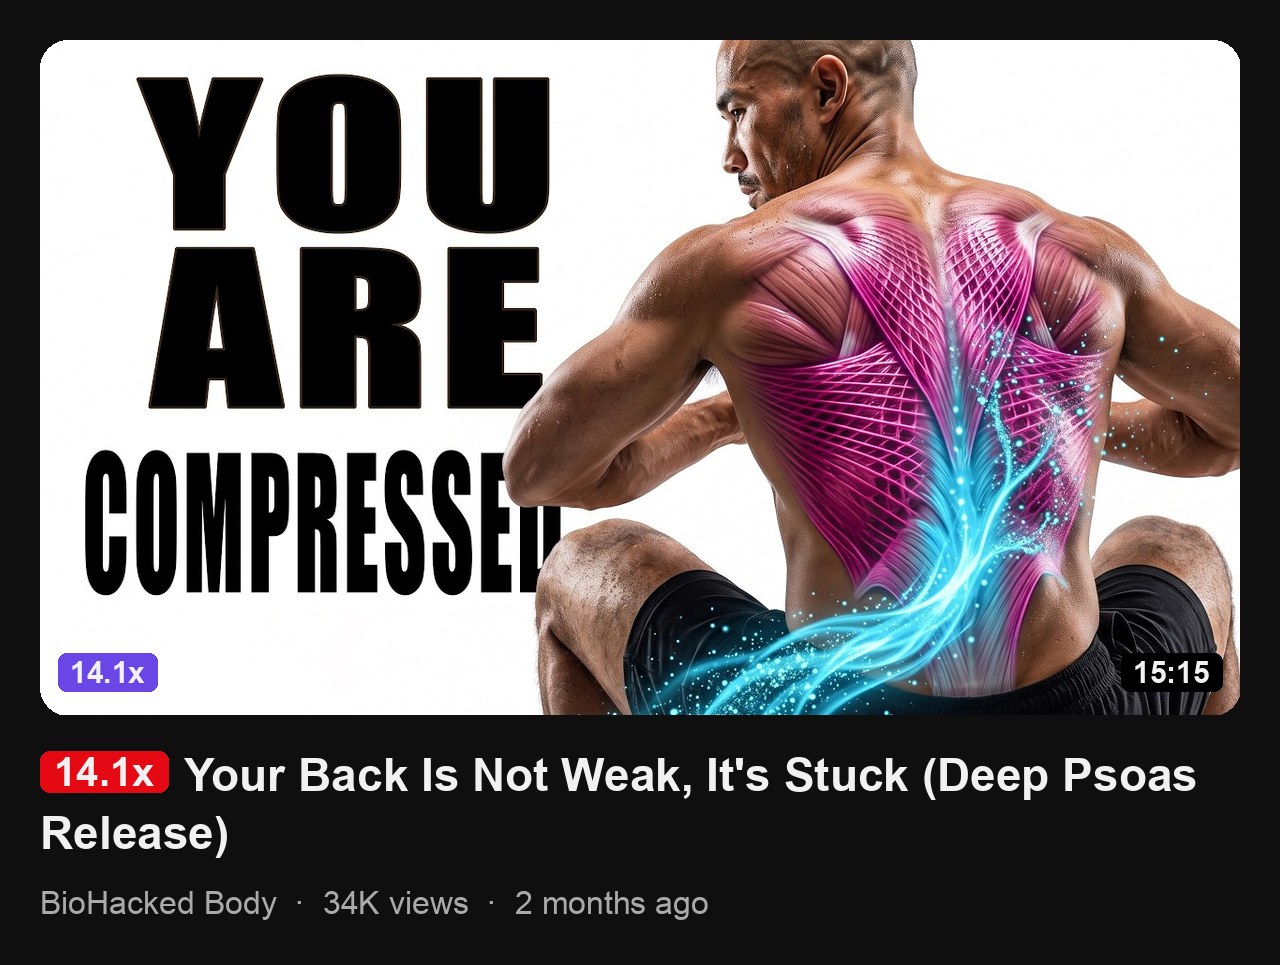 YOU
ARE
COMPRESSED
14.1x
15:15
14.1x Your Back Is Not Weak, It's Stuck (Deep Psoas
Release)
BioHacked Body · 34K views · 2 months ago